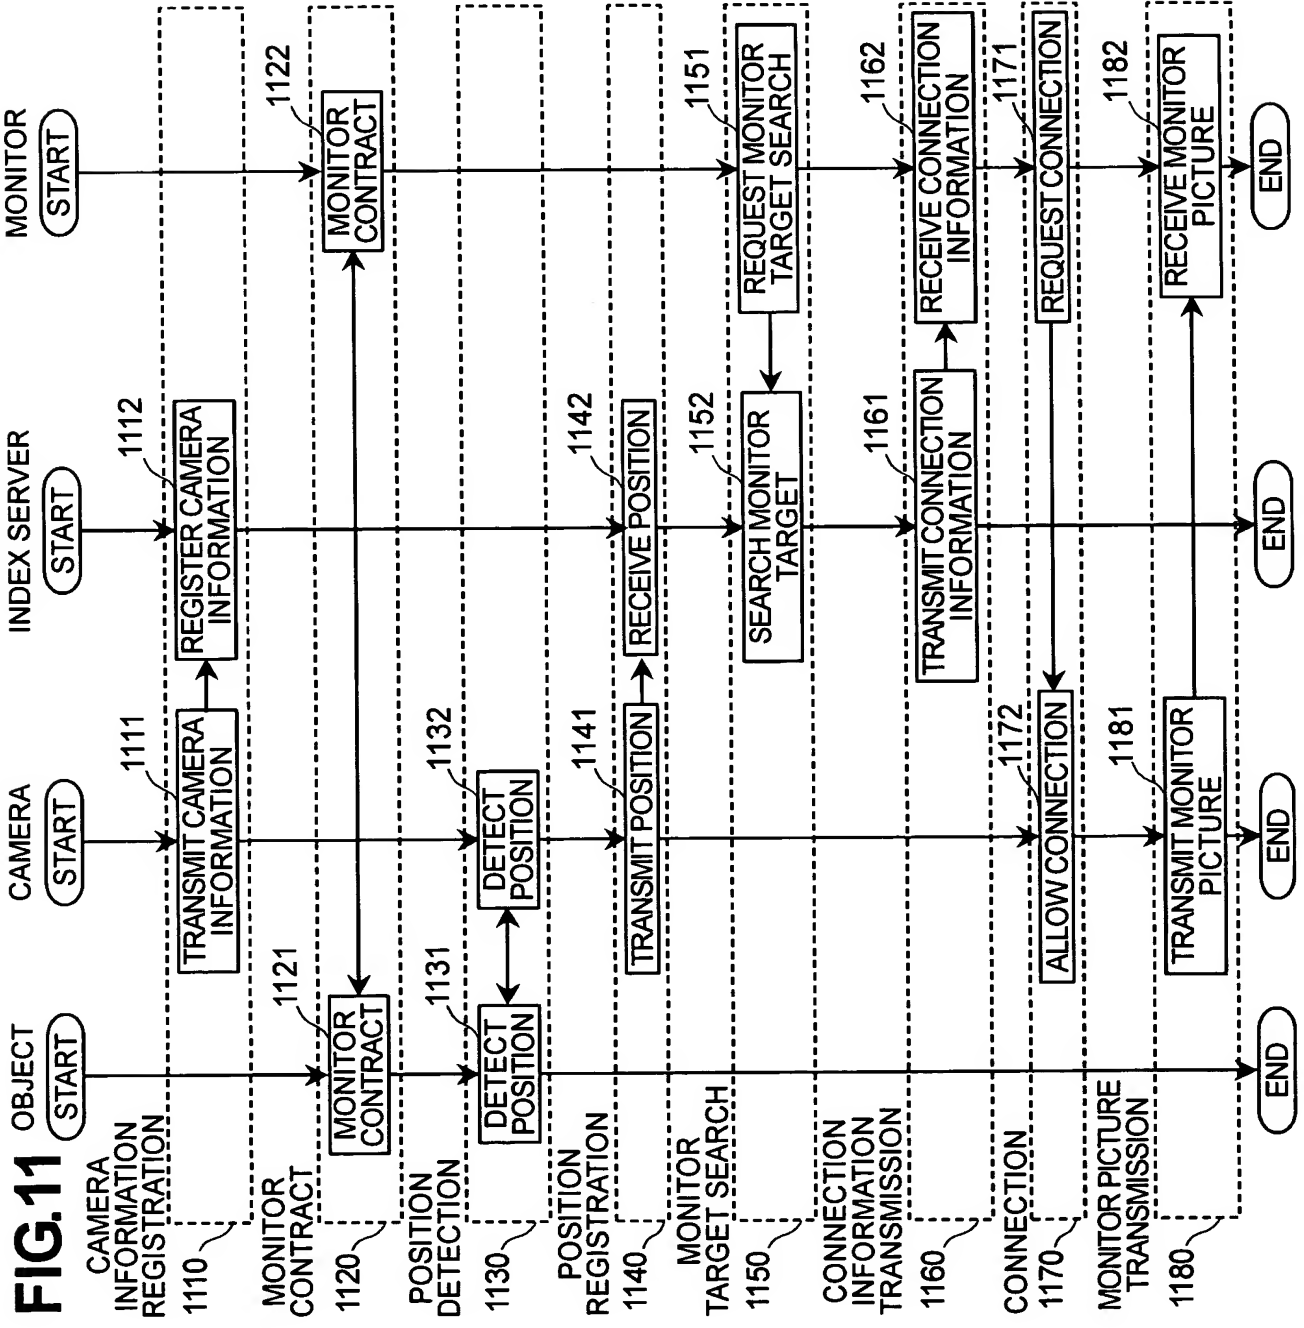 FIG.11
OBJECT
CAMERA
INDEX SERVER
MONITOR
START
START
START
START
CAMERA
INFORMATION
REGISTRATION
1110
1111
TRANSMIT CAMERA
INFORMATION
1112
REGISTER CAMERA
INFORMATION
MONITOR
CONTRACT
1120
1121
MONITOR
CONTRACT
1122
MONITOR
CONTRACT
POSITION
DETECTION
1130
1131
DETECT
POSITION
1132
DETECT
POSITION
POSITION
REGISTRATION
1140
1141
TRANSMIT POSITION
1142
RECEIVE POSITION
MONITOR
TARGET SEARCH
1150
1152
SEARCH MONITOR
TARGET
1151
REQUEST MONITOR
TARGET SEARCH
CONNECTION
INFORMATION
TRANSMISSION
1160
1161
TRANSMIT CONNECTION
INFORMATION
1162
RECEIVE CONNECTION
INFORMATION
CONNECTION
1170
1172
ALLOW CONNECTION
1171
REQUEST CONNECTION
MONITOR PICTURE
TRANSMISSION
1180
1181
TRANSMIT MONITOR
PICTURE
1182
RECEIVE MONITOR
PICTURE
END
END
END
END